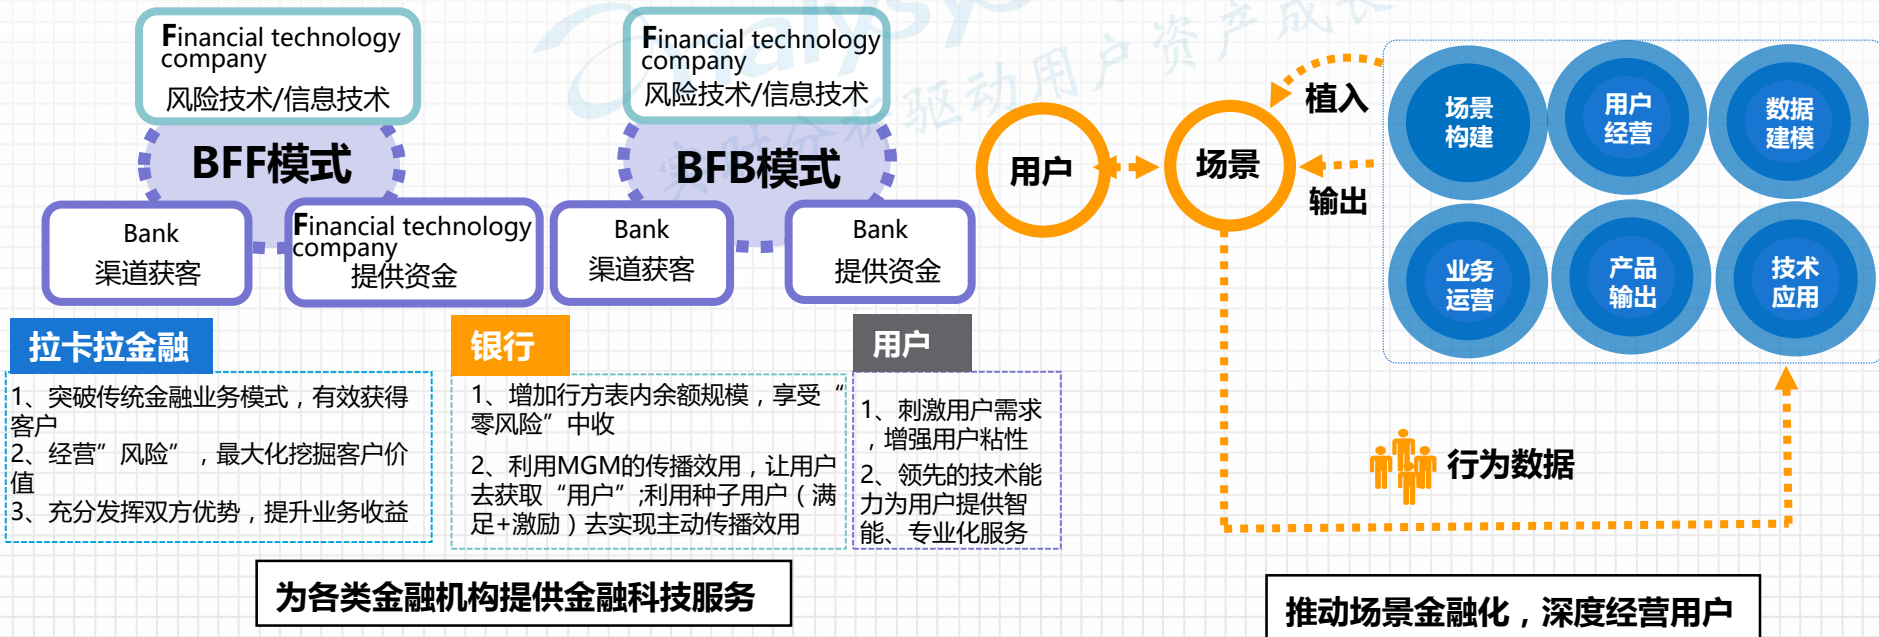 Financial technology
company
风险技术/信息技术
BFF模式
Bank
渠道获客
Financial technology
company
提供资金
Financial technology
company
风险技术/信息技术
BFB模式
Bank
渠道获客
Bank
提供资金
用户
场景
植入
输出
场景
构建
用户
经营
数据
建模
业务
运营
产品
输出
技术
应用
行为数据
拉卡拉金融
1、突破传统金融业务模式，有效获得
客户
2、经营”风险”，最大化挖掘客户价
值
3、充分发挥双方优势，提升业务收益
银行
1、增加行方表内余额规模，享受“
零风险”中收
2、利用MGM的传播效用，让用户
去获取“用户”;利用种子用户（满
足+激励）去实现主动传播效用
用户
1、刺激用户需求
，增强用户粘性
2、领先的技术能
力为用户提供智
能、专业化服务
为各类金融机构提供金融科技服务
推动场景金融化，深度经营用户
nalysys
实时分析驱动用户资产成长